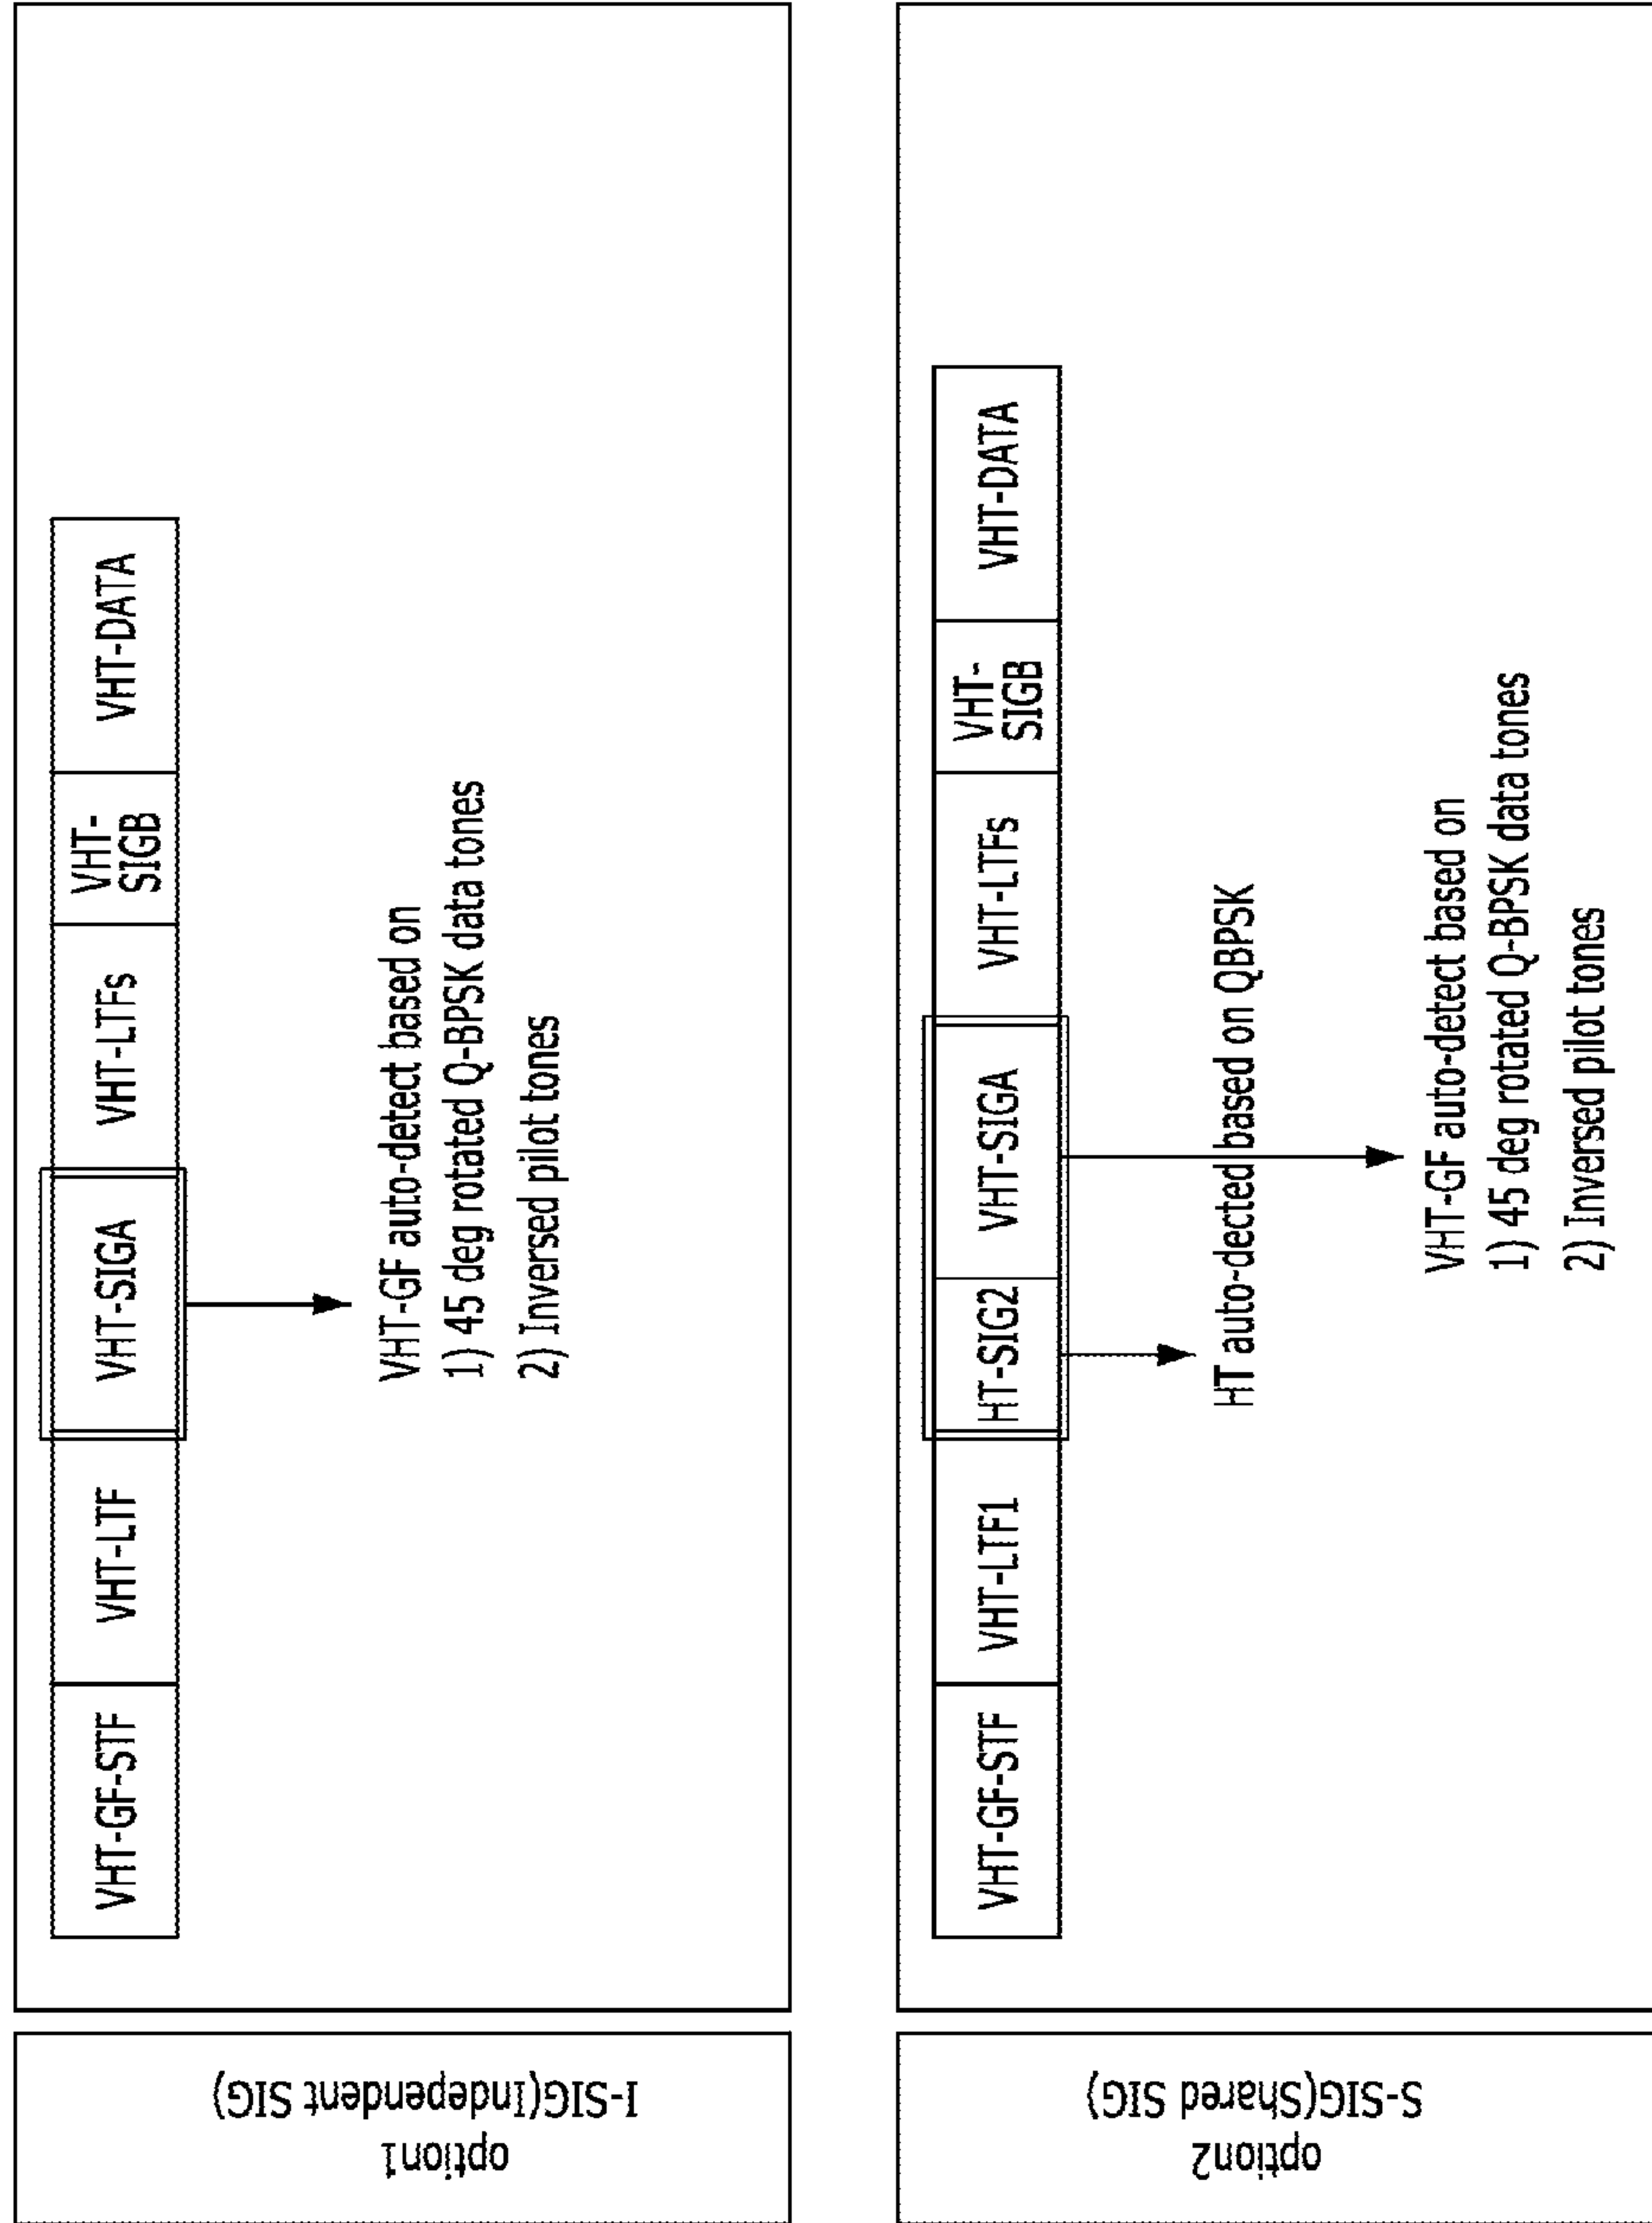 option1
I-SIG(Independent SIG)
VHT-GF-STF
VHT-LTF
VHT-SIGA
VHT-LTFs
VHT-
SIGB
VHT-DATA
VHT-GF auto-detect based on
1) 45 deg rotated Q-BPSK data tones
2) Inversed pilot tones
option2
S-SIG(Shared SIG)
VHT-GF-STF
VHT-LTF1
HT-SIG2
VHT-SIGA
VHT-LTFs
VHT-
SIGB
VHT-DATA
HT auto-dected based on QBPSK
VHT-GF auto-detect based on
1) 45 deg rotated Q-BPSK data tones
2) Inversed pilot tones